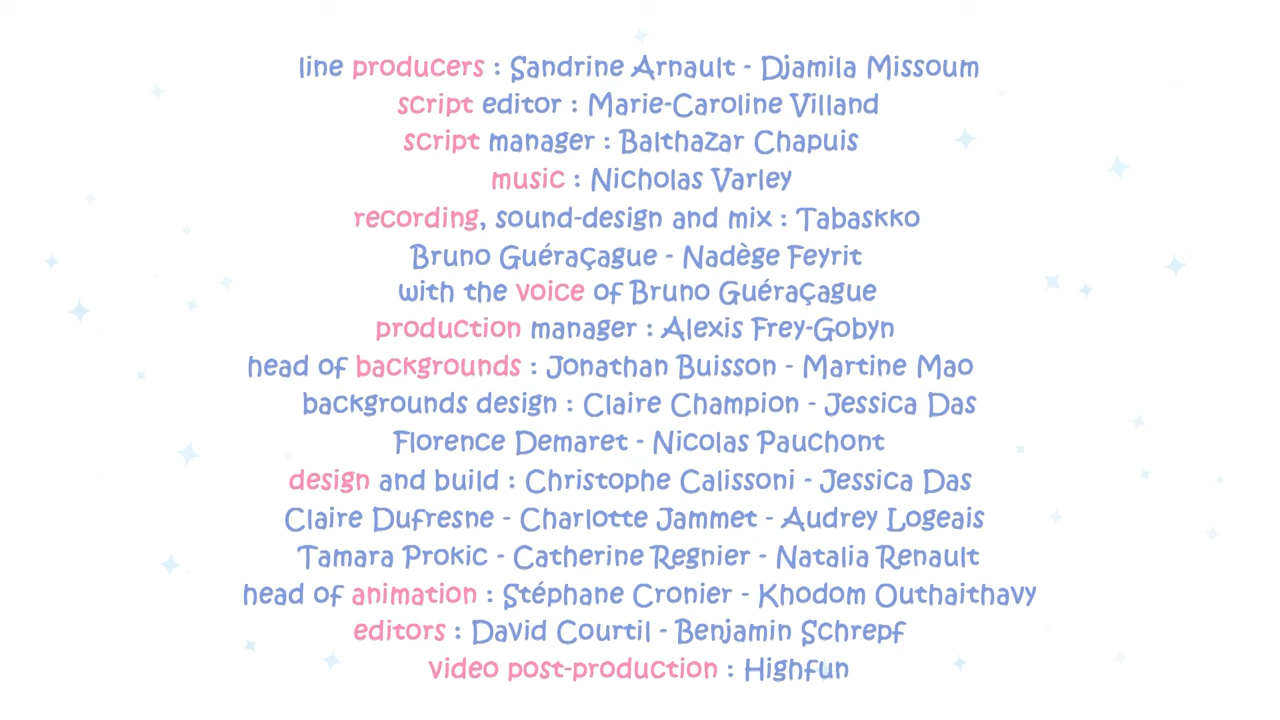 line producers : Sandrine Arnault - Djamila Missoum
script editor : Marie-Caroline Villand
script manager : Balthazar Chapuis
music : Nicholas Varley
recording, sound-design and mix : Tabaskko
Bruno Guéraçague - Nadège Feyrit
with the voice of Bruno Guéraçague
production manager : Alexis Frey-Gobyn
head of backgrounds : Jonathan Buisson - Martine Mao
backgrounds design : Claire Champion - Jessica Das
Florence Demaret - Nicolas Pauchont
design and build : Christophe Calissoni - Jessica Das
Claire Dufresne - Charlotte Jammet - Audrey Logeais
Tamara Prokic - Catherine Regnier - Natalia Renault
head of animation : Stéphane Cronier - Khodom Outhaithavy
editors : David Courtil - Benjamin Schrepf
video post-production : Highfun